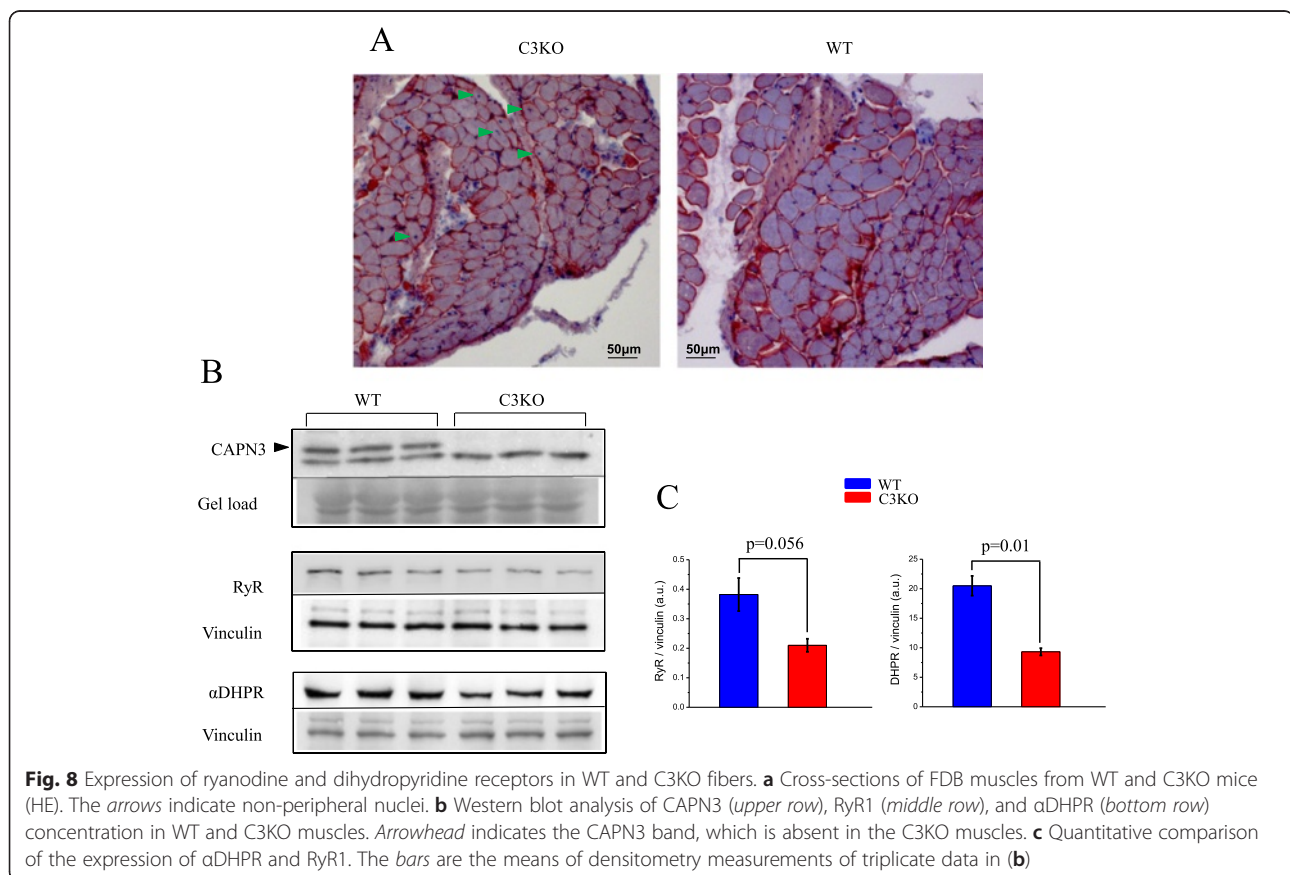 A
C3KO
WT
50μm
50μm
B
WT
C3KO
CAPN3
Gel load
RyR
Vinculin
αDHPR
Vinculin
C
WT
C3KO
p=0.056
RyR / vinculin (a.u.)
0.5
0.4
0.3
0.2
0.1
0.0
p=0.01
DHPR / vinculin (a.u.)
25
20
15
10
5
0
Fig. 8 Expression of ryanodine and dihydropyridine receptors in WT and C3KO fibers. a Cross-sections of FDB muscles from WT and C3KO mice
(HE). The arrows indicate non-peripheral nuclei. b Western blot analysis of CAPN3 (upper row), RyR1 (middle row), and αDHPR (bottom row)
concentration in WT and C3KO muscles. Arrowhead indicates the CAPN3 band, which is absent in the C3KO muscles. c Quantitative comparison
of the expression of αDHPR and RyR1. The bars are the means of densitometry measurements of triplicate data in (b)